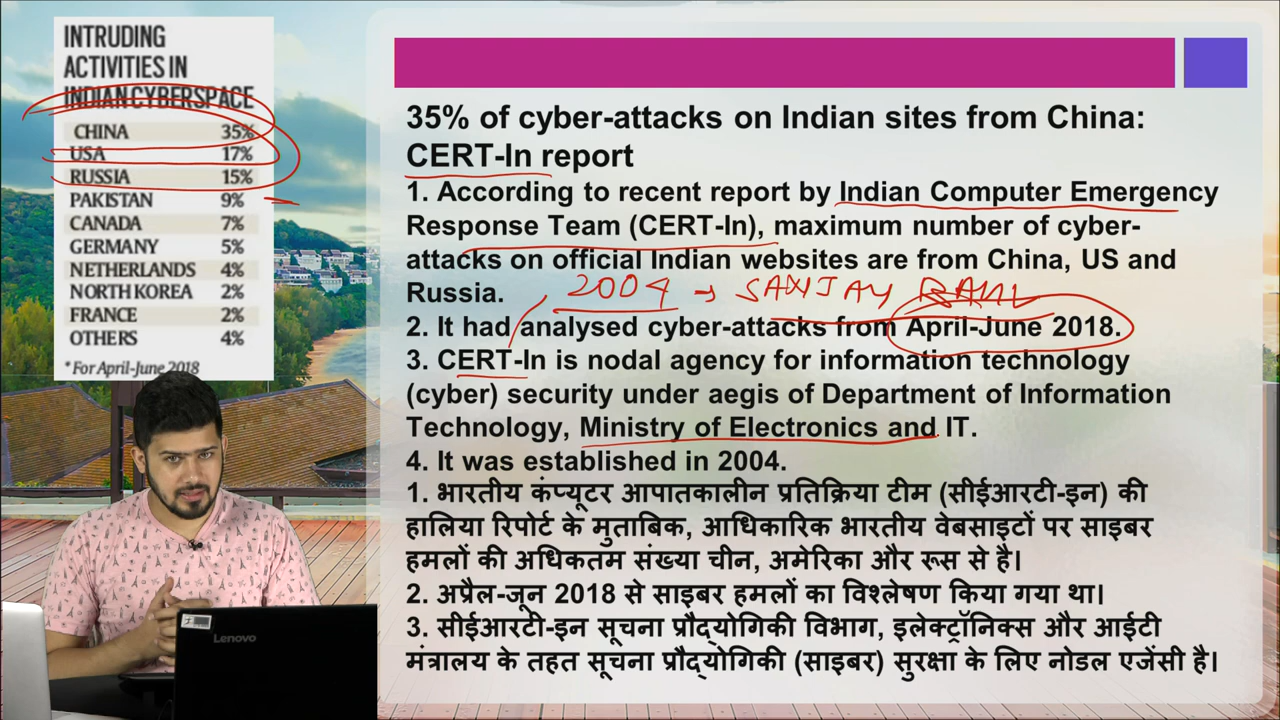 INTRUDING
ACTIVITIES IN
INDIAN CYBERSPACE
CHINA 35%
USA 17%
RUSSIA 15%
PAKISTAN 9%
CANADA 7%
GERMANY 5%
NETHERLANDS 4%
NORTH KOREA 2%
FRANCE 2%
OTHERS 4%
* For April-June 2018
35% of cyber-attacks on Indian sites from China:
CERT-In report
1. According to recent report by Indian Computer Emergency
Response Team (CERT-In), maximum number of cyber-
attacks on official Indian websites are from China, US and
Russia.
2004 → SANJAY BAHL
2. It had analysed cyber-attacks from April-June 2018.
3. CERT-In is nodal agency for information technology
(cyber) security under aegis of Department of Information
Technology, Ministry of Electronics and IT.
4. It was established in 2004.
1. भारतीय कंप्यूटर आपातकालीन प्रतिक्रिया टीम (सीईआरटी-इन) की
हालिया रिपोर्ट के मुताबिक, आधिकारिक भारतीय वेबसाइटों पर साइबर
हमलों की अधिकतम संख्या चीन, अमेरिका और रूस से है।
2. अप्रैल-जून 2018 से साइबर हमलों का विश्लेषण किया गया था।
3. सीईआरटी-इन सूचना प्रौद्योगिकी विभाग, इलेक्ट्रॉनिक्स और आईटी
मंत्रालय के तहत सूचना प्रौद्योगिकी (साइबर) सुरक्षा के लिए नोडल एजेंसी है।
Lenovo